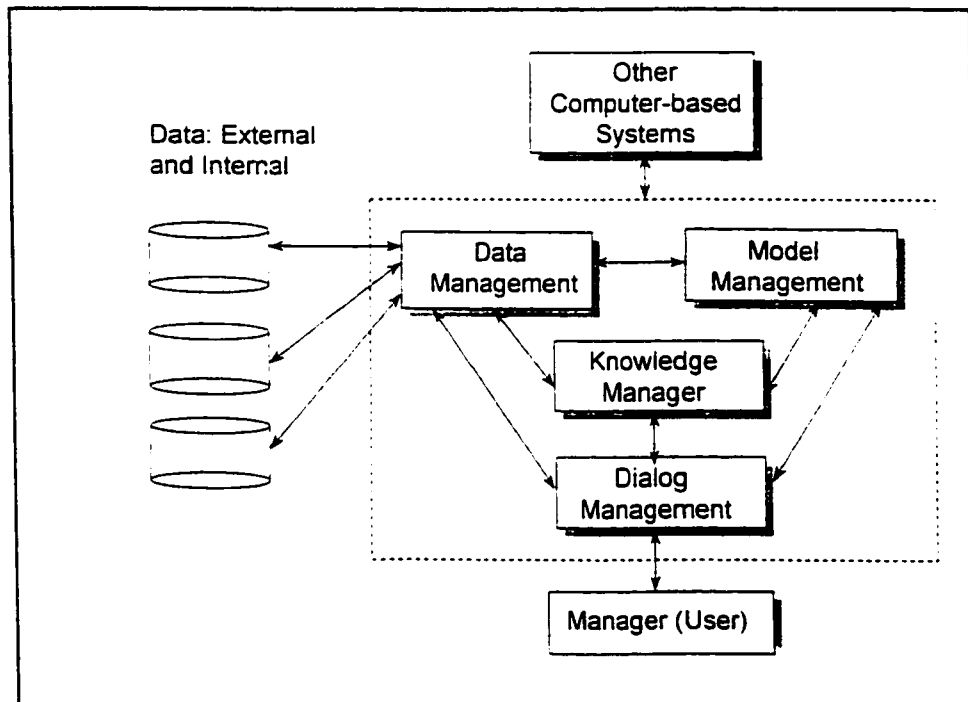 Other
Computer-based
Systems
Data: External
and Internal
Data
Management
Model
Management
Knowledge
Manager
Dialog
Management
Manager (User)